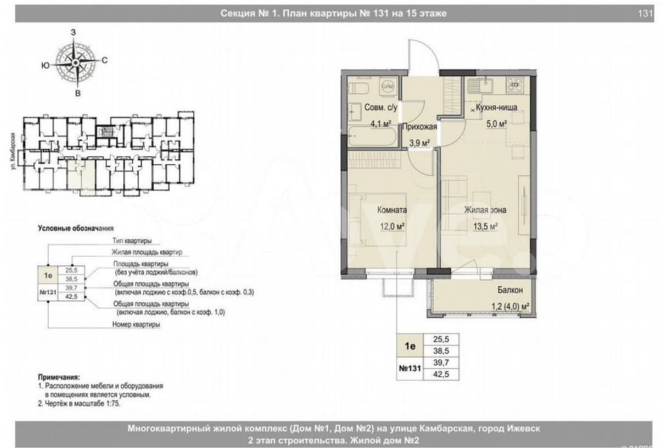 Секция № 1. План квартиры № 131 на 15 этаже
131
З
Ю
С
В
ул. Камбарская
Совм. с/у
4,1 м²
Прихожая
3,9 м²
Кухня-ниша
5,0 м²
Комната
12,0 м²
Жилая зона
13,5 м²
Балкон
1,2 (4,0) м²
Условные обозначания
Тип квартиры
Жилая площадь квартир
Площадь квартиры
(без учёта лоджий/балконов)
Общая площадь квартиры
(включая лоджию с коэф.0,5, балкон с коэф. 0,3)
Общая площадь квартиры
(включая лоджию, балкон с коэф. 1,0)
Номер квартиры
1е
25,5
38,5
№131
39,7
42,5
1е
25,5
38,5
№131
39,7
42,5
Примечания:
1. Расположение мебели и оборудования
в помещениях является условным.
2. Чертёж в масштабе 1:75.
Многоквартирный жилой комплекс (Дом №1, Дом №2) на улице Камбарская, город Ижевск
2 этап строительства. Жилой дом №2